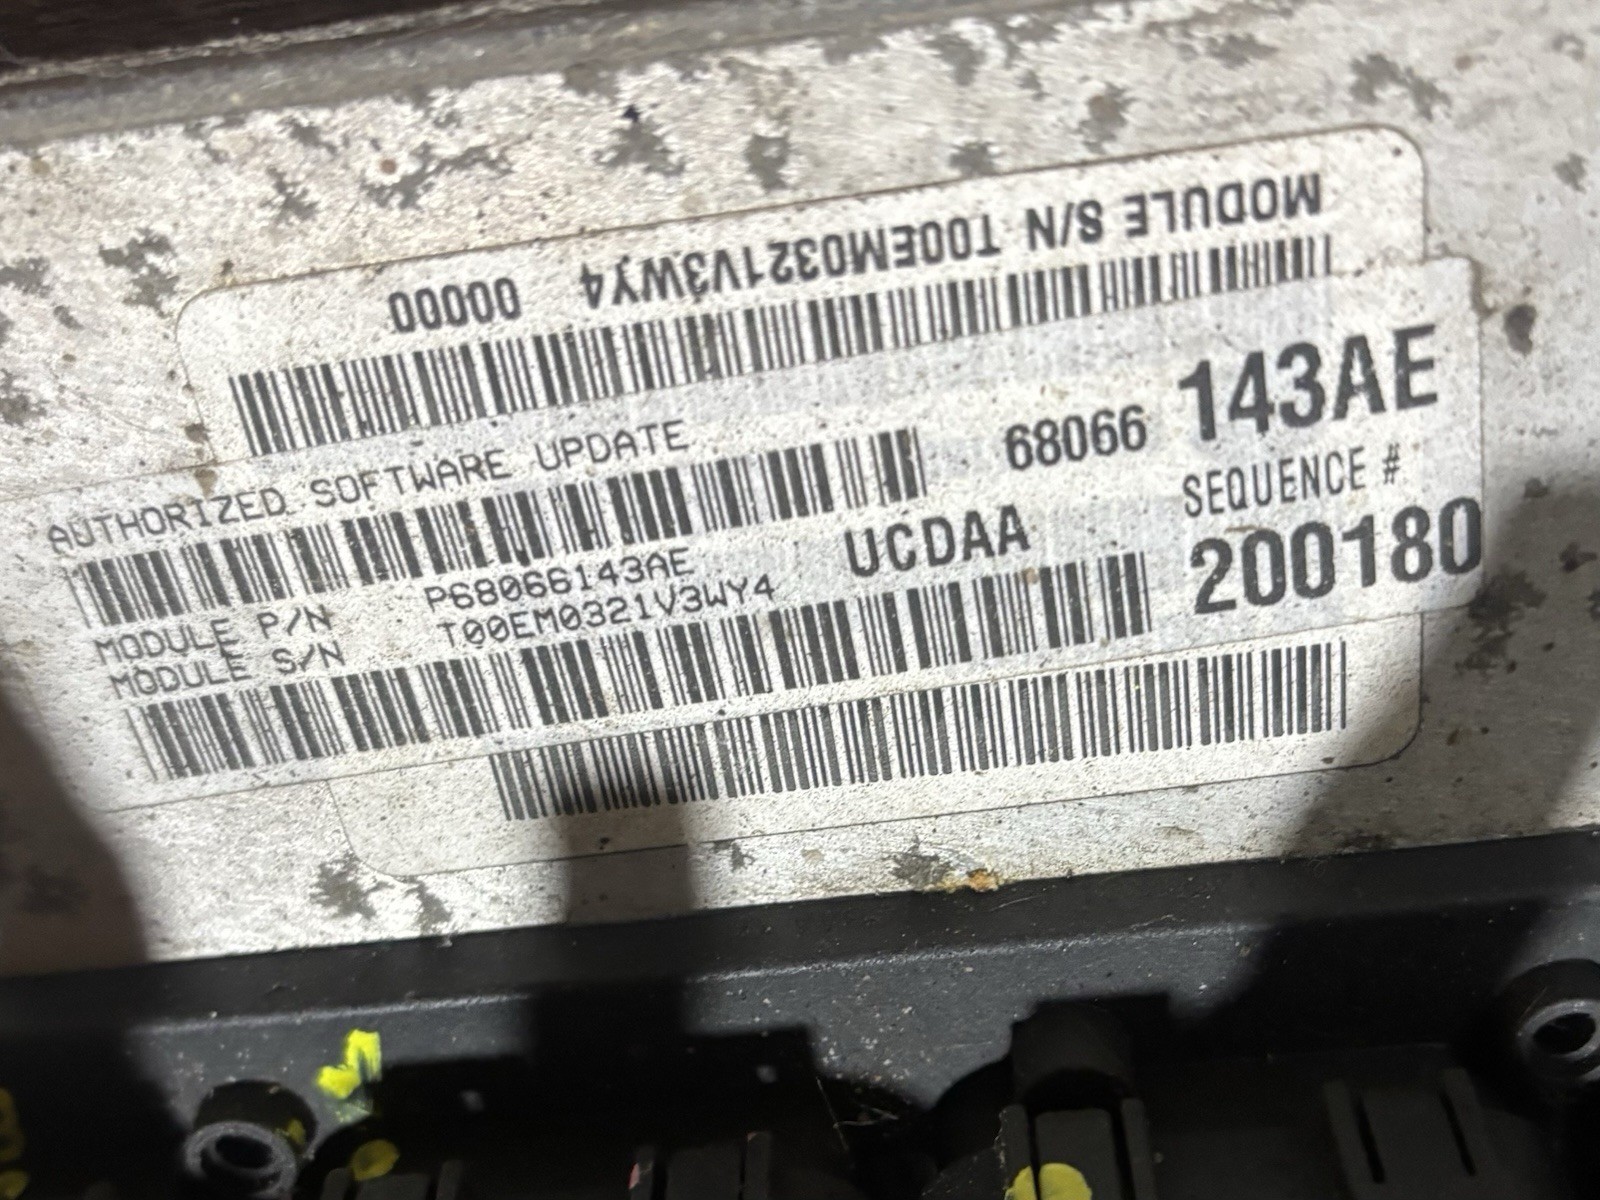 MODULE S/N T00EM0321V3WY4 00000
AUTHORIZED SOFTWARE UPDATE
68066 143AE
MODULE P/N P68066143AE
MODULE S/N T00EM0321V3WY4
UCDAA
SEQUENCE #
200180